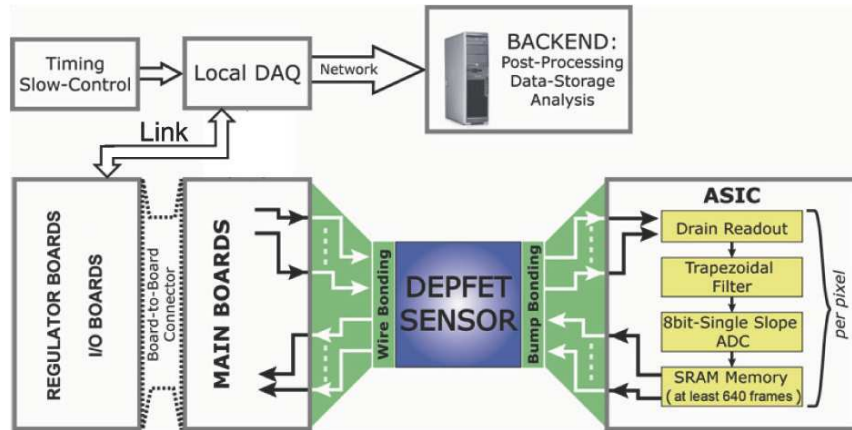 Timing
Slow-Control
Local DAQ
Network
BACKEND:
Post-Processing
Data-Storage
Analysis
Link
REGULATOR BOARDS
I/O BOARDS
Board-to-Board
Connector
MAIN BOARDS
Wire Bonding
DEPFET
SENSOR
Bump Bonding
ASIC
Drain Readout
Trapezoidal
Filter
8bit-Single Slope
ADC
SRAM Memory
(at least 640 frames)
per pixel